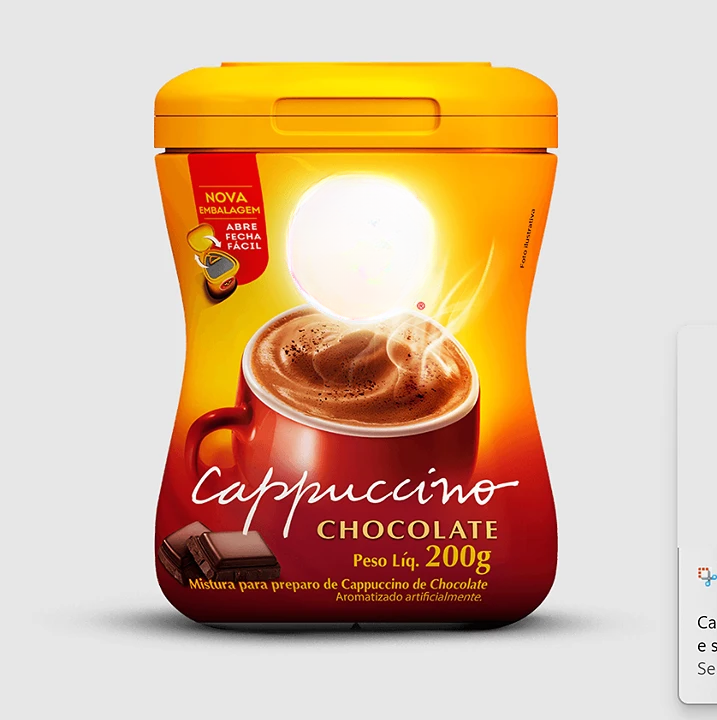 NOVA
EMBALAGEM
ABRE
FECHA
FÁCIL
Foto ilustrativa
®
Cappuccino
CHOCOLATE
Peso Líq. 200g
Mistura para preparo de Cappuccino de Chocolate
Aromatizado artificialmente.
Ca
e s
Se